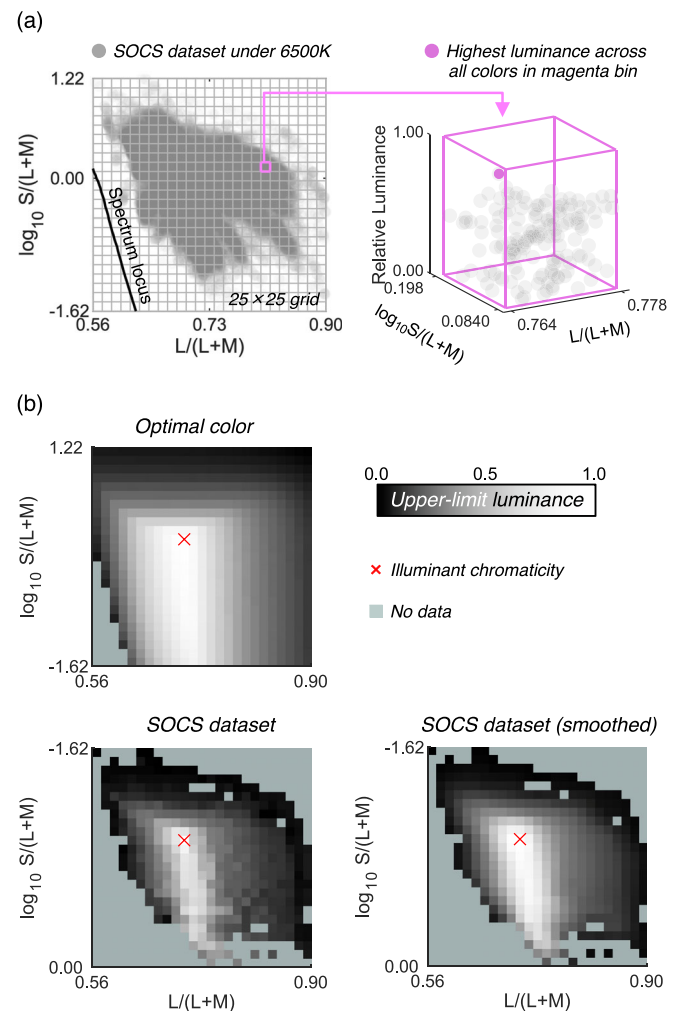 (a)
SOCS dataset under 6500K
Highest luminance across
all colors in magenta bin
1.22
0.00
-1.62
log10 S/(L+M)
Spectrum locus
25×25 grid
0.56
0.73
0.90
L/(L+M)
1.00
Relative Luminance
0.00
0.198
0.0840
log10S/(L+M)
0.764
0.778
L/(L+M)
(b)
Optimal color
1.22
log10 S/(L+M)
-1.62
0.56
0.90
0.0
0.5
1.0
Upper-limit luminance
× Illuminant chromaticity
No data
SOCS dataset
-1.62
log10 S/(L+M)
0.00
0.56
0.90
L/(L+M)
SOCS dataset (smoothed)
-1.62
log10 S/(L+M)
0.00
0.56
0.90
L/(L+M)